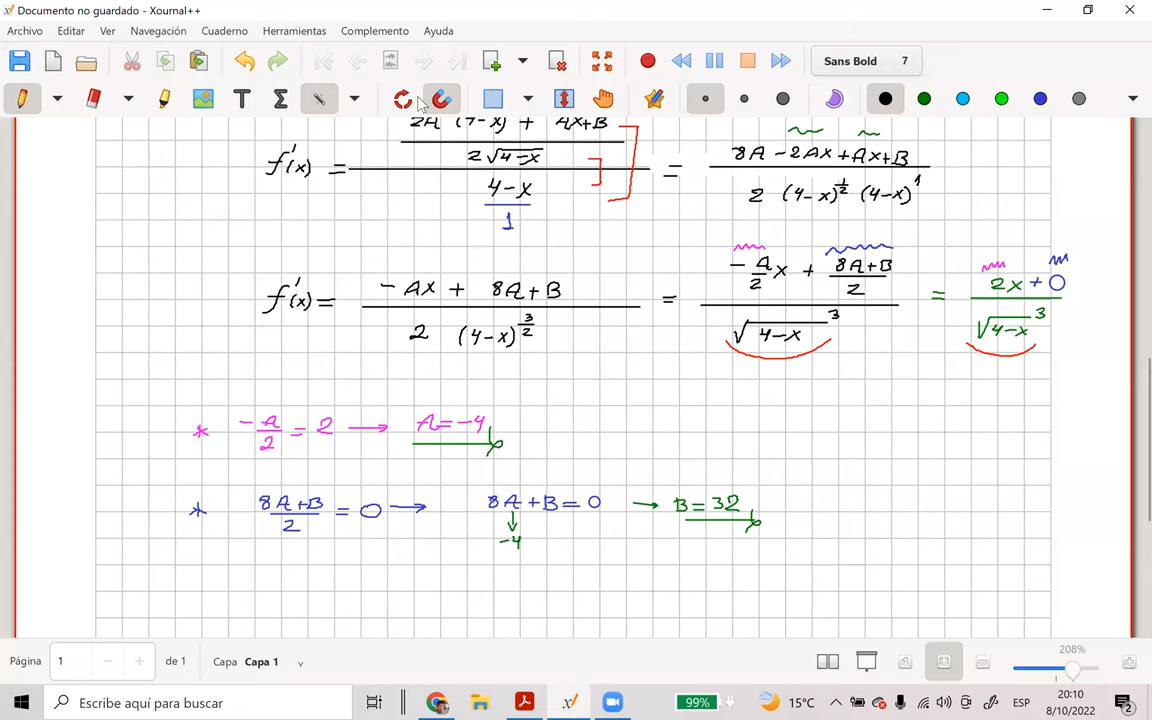 Documento no guardado - Xournal++
Archivo Editar Ver Navegación Cuaderno Herramientas Complemento Ayuda
Sans Bold 7
f'(x) = (2A (4-x) + Ax+B / 2√4-x) / (4-x / 1) = 8A - 2Ax + Ax+B / 2 (4-x)^1/2 (4-x)^1
f'(x) = -Ax + 8A+B / 2 (4-x)^3/2 = -A/2 x + 8A+B/2 / √4-x ^3 = 2x+0 / √4-x ^3
* -A/2 = 2 → A=-4
* 8A+B/2 = 0 → 8A+B=0 → B=32
↓
-4
Página 1 de 1 Capa Capa 1
208%
Escribe aquí para buscar
99% 15°C ESP 20:10
8/10/2022
2